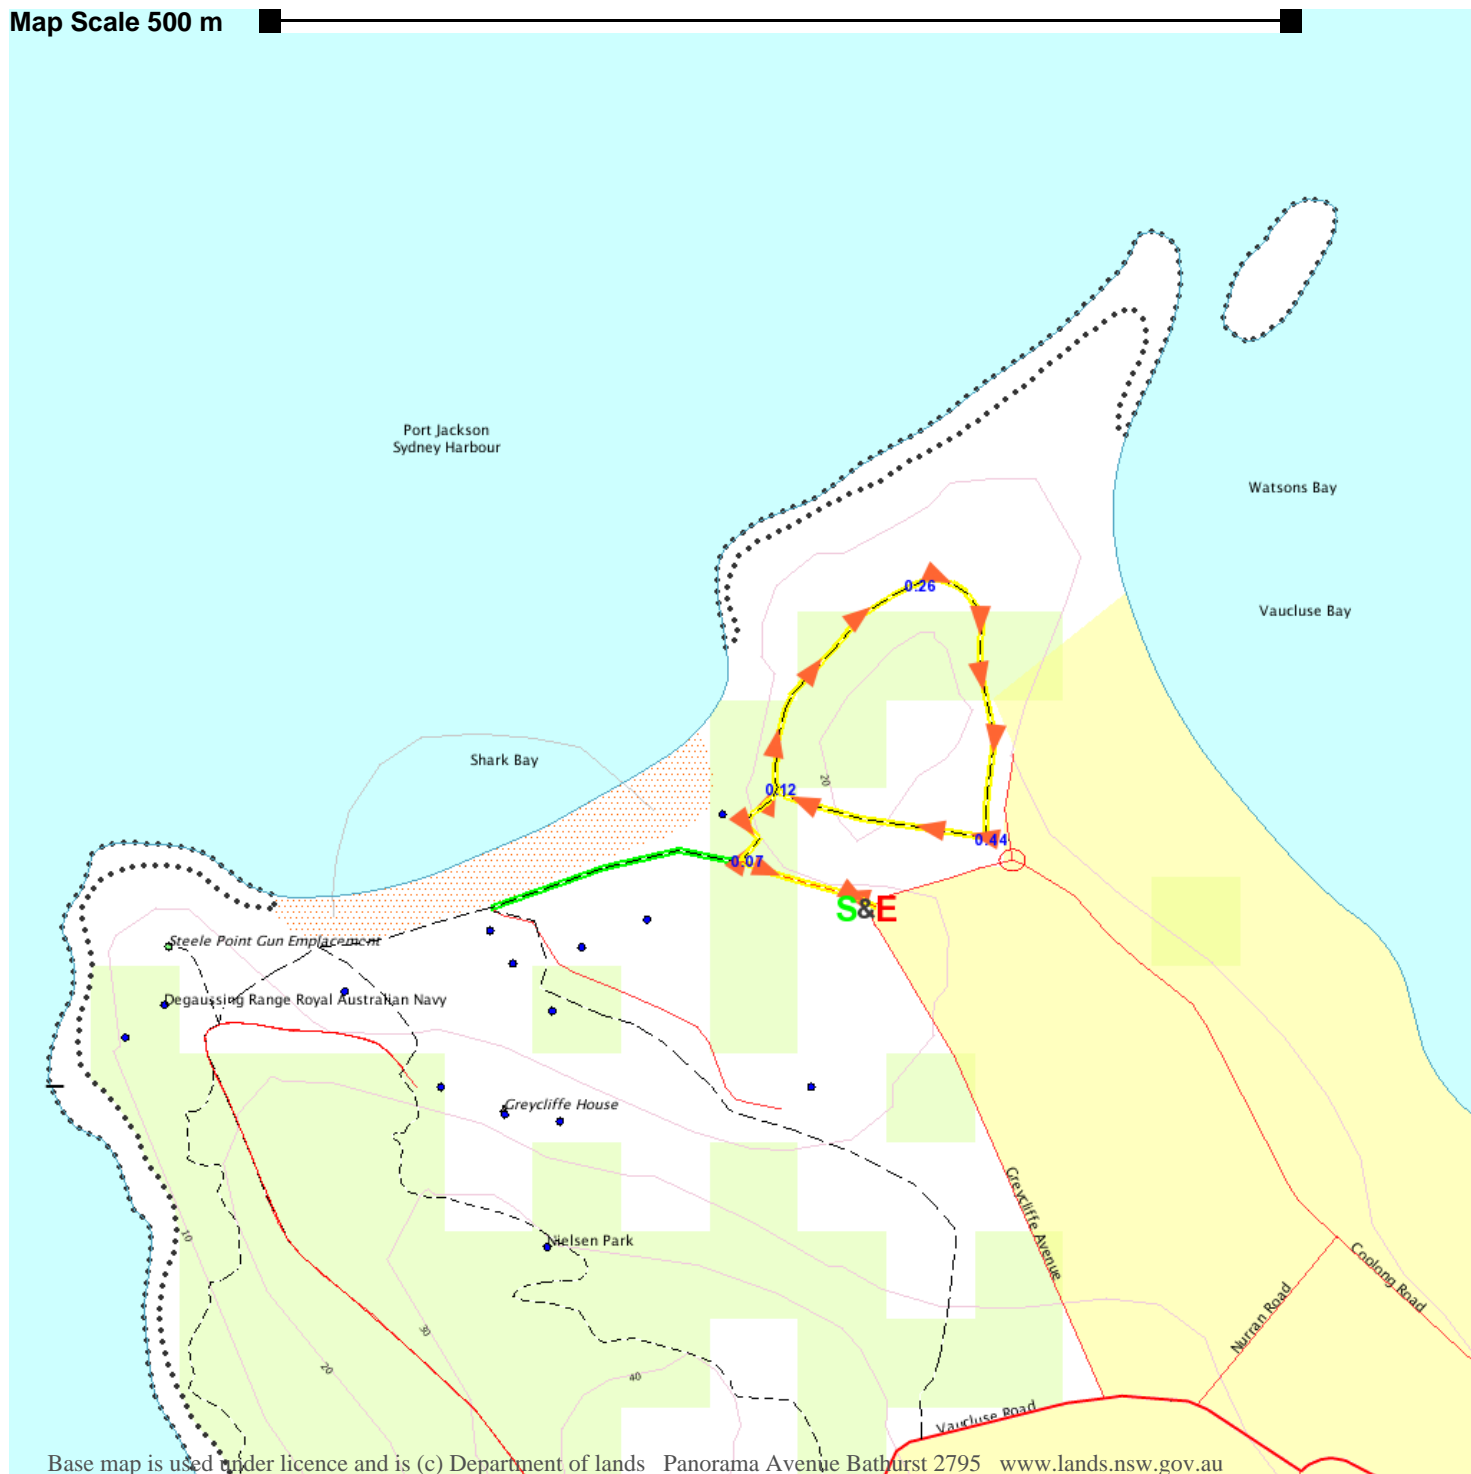 Map Scale 500 m
Port Jackson
Sydney Harbour
Watsons Bay
0.26
Vaucluse Bay
Shark Bay
20
0.12
0.44
0.07
S&E
Steele Point Gun Emplacement
Degaussing Range Royal Australian Navy
Greycliffe House
Greycliffe Avenue
10
Nielsen Park
Coolong Road
Nurran Road
30
20
40
Vaucluse Road
Base map is used under licence and is (c) Department of lands Panorama Avenue Bathurst 2795 www.lands.nsw.gov.au